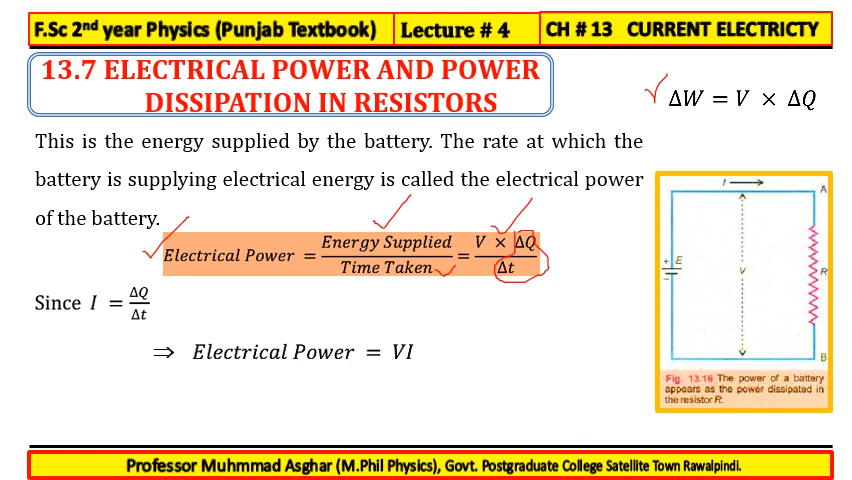 F.Sc 2nd year Physics (Punjab Textbook) Lecture # 4 CH # 13 CURRENT ELECTRICTY
13.7 ELECTRICAL POWER AND POWER
DISSIPATION IN RESISTORS
ΔW = V × ΔQ
This is the energy supplied by the battery. The rate at which the
battery is supplying electrical energy is called the electrical power
of the battery.
Electrical Power = Energy Supplied / Time Taken = V × ΔQ / Δt
Since I = ΔQ / Δt
⇒ Electrical Power = VI
I A
+ E V R
−
B
Fig. 13.16 The power of a battery
appears as the power dissipated in
the resistor R.
Professor Muhmmad Asghar (M.Phil Physics), Govt. Postgraduate College Satellite Town Rawalpindi.